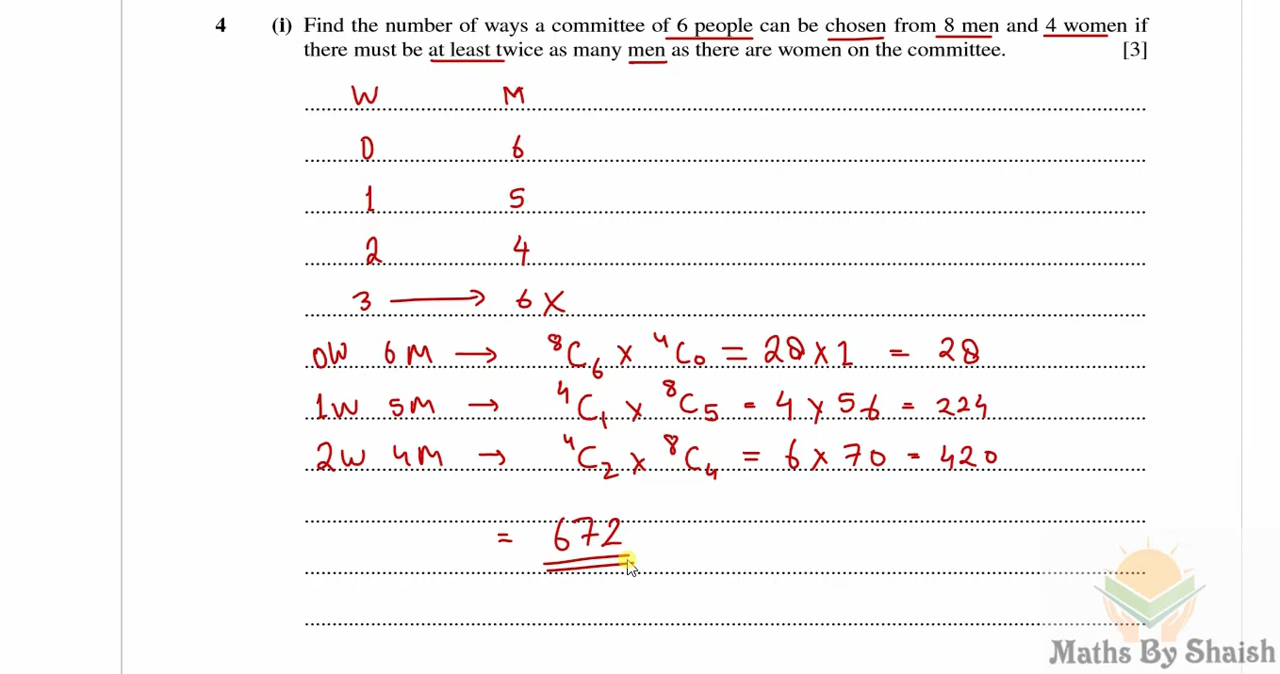 4 (i) Find the number of ways a committee of 6 people can be chosen from 8 men and 4 women if
there must be at least twice as many men as there are women on the committee. [3]
W M
0 6
1 5
2 4
3 → 6 X
0W 6M → ⁸C₆ × ⁴C₀ = 28 × 1 = 28
1W 5M → ⁴C₁ × ⁸C₅ = 4 × 56 = 224
2W 4M → ⁴C₂ × ⁸C₄ = 6 × 70 = 420
= 672
Maths By Shaish